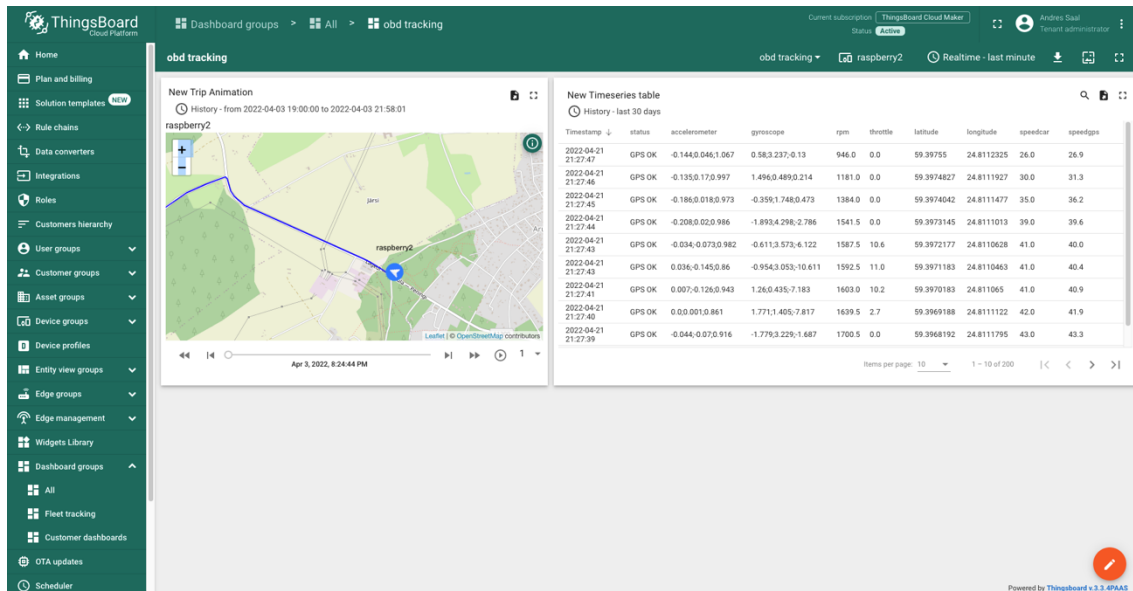 ThingsBoard
Cloud Platform
Dashboard groups > All > obd tracking
Current subscription ThingsBoard Cloud Maker
Status Active
Andres Saal
Tenant administrator
Home
Plan and billing
Solution templates NEW
Rule chains
Data converters
Integrations
Roles
Customers hierarchy
User groups
Customer groups
Asset groups
Device groups
Device profiles
Entity view groups
Edge groups
Edge management
Widgets Library
Dashboard groups
All
Fleet tracking
Customer dashboards
OTA updates
Scheduler
obd tracking
obd tracking raspberry2 Realtime - last minute
New Trip Animation
History - from 2022-04-03 19:00:00 to 2022-04-03 21:58:01
raspberry2
+
−
Järsi
raspberry2
Leaflet | © OpenStreetMap contributors
1
Apr 3, 2022, 8:24:44 PM
New Timeseries table
History - last 30 days
Timestamp ↓ status accelerometer gyroscope rpm throttle latitude longitude speedcar speedgps
2022-04-21 21:27:47 GPS OK -0.144;0.046;1.067 0.58;3.237;-0.13 946.0 0.0 59.39755 24.8112325 26.0 26.9
2022-04-21 21:27:46 GPS OK -0.135;0.17;0.997 1.496;0.489;0.214 1181.0 0.0 59.3974827 24.8111927 30.0 31.3
2022-04-21 21:27:45 GPS OK -0.186;0.018;0.973 -0.359;1.748;0.473 1384.0 0.0 59.3974042 24.8111477 35.0 36.2
2022-04-21 21:27:44 GPS OK -0.208;0.02;0.986 -1.893;4.298;-2.786 1541.5 0.0 59.3973145 24.8111013 39.0 39.6
2022-04-21 21:27:43 GPS OK -0.034;-0.073;0.982 -0.611;3.573;-6.122 1587.5 10.6 59.3972177 24.8110628 41.0 40.0
2022-04-21 21:27:43 GPS OK 0.036;-0.145;0.86 -0.954;3.053;-10.611 1592.5 11.0 59.3971183 24.8110463 41.0 40.4
2022-04-21 21:27:41 GPS OK 0.007;-0.126;0.943 1.26;0.435;-7.183 1603.0 10.2 59.3970183 24.811065 41.0 40.9
2022-04-21 21:27:40 GPS OK 0.0;0.001;0.861 1.771;1.405;-7.817 1639.5 2.7 59.3969188 24.8111122 42.0 41.9
2022-04-21 21:27:39 GPS OK -0.044;-0.07;0.916 -1.779;3.229;-1.687 1700.5 0.0 59.3968192 24.8111795 43.0 43.3
Items per page: 10 1 – 10 of 200
Powered by Thingsboard v.3.3.4PAAS